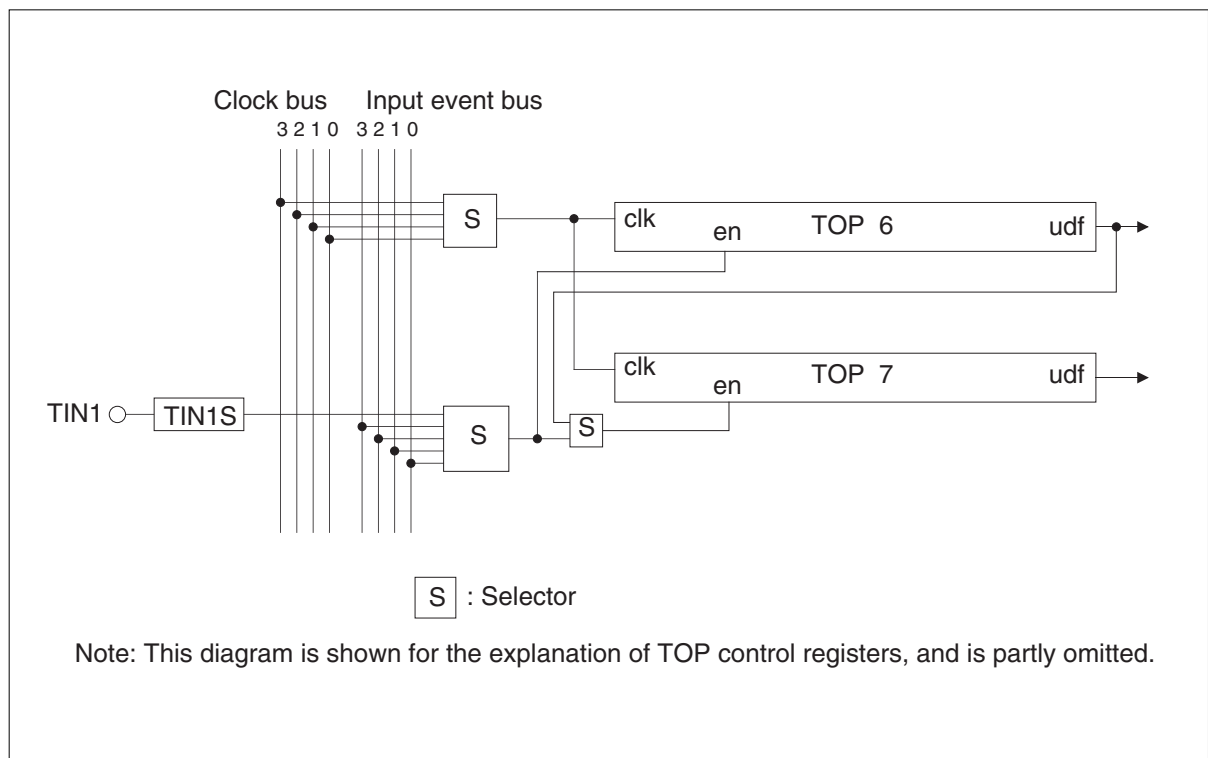 Clock bus Input event bus
3 2 1 0 3 2 1 0
S clk en TOP 6 udf
clk en TOP 7 udf
TIN1 TIN1S S S
S : Selector
Note: This diagram is shown for the explanation of TOP control registers, and is partly omitted.